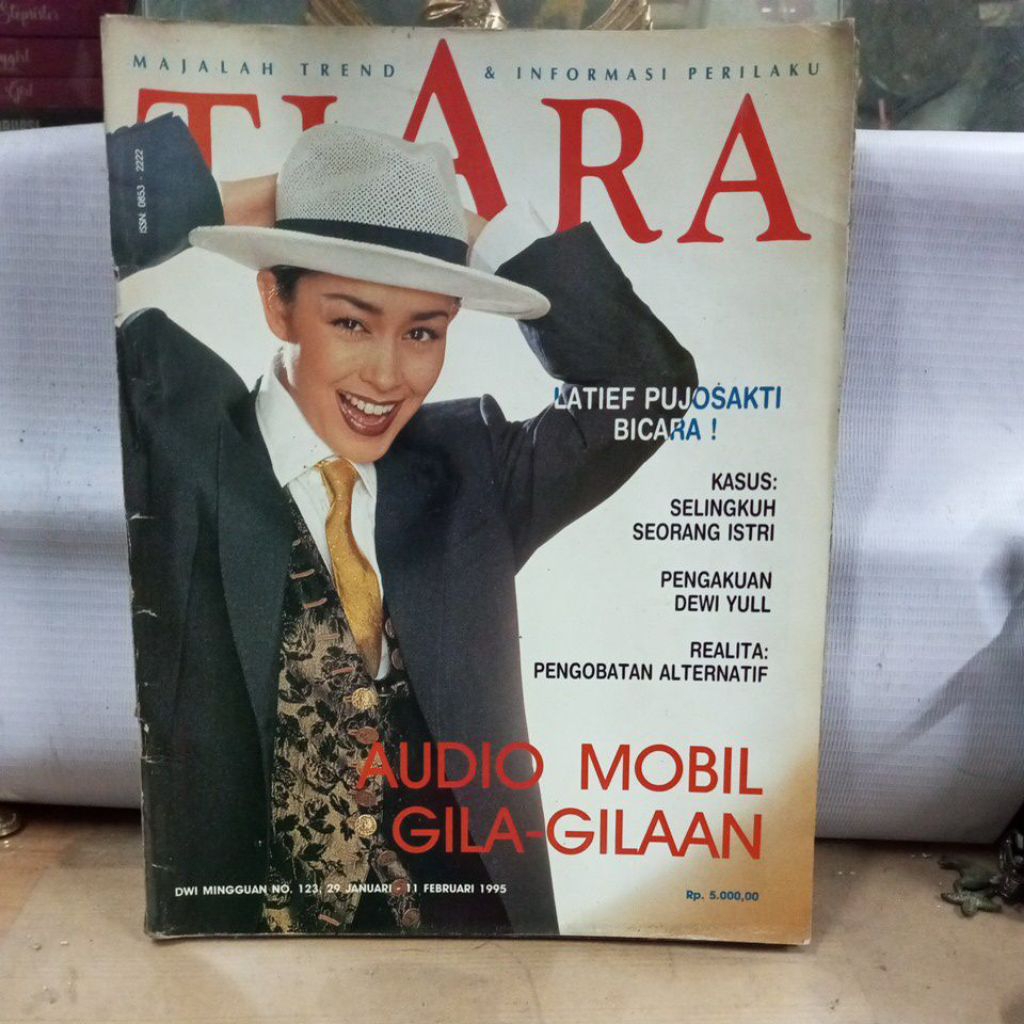 MAJALAH TREND & INFORMASI PERILAKU
TIARA
ISSN: 0853 - 2222
LATIEF PUJOSAKTI
BICARA !
KASUS:
SELINGKUH
SEORANG ISTRI
PENGAKUAN
DEWI YULL
REALITA:
PENGOBATAN ALTERNATIF
AUDIO MOBIL
GILA-GILAAN
DWI MINGGUAN NO. 123, 29 JANUARI - 11 FEBRUARI 1995
Rp. 5.000,00